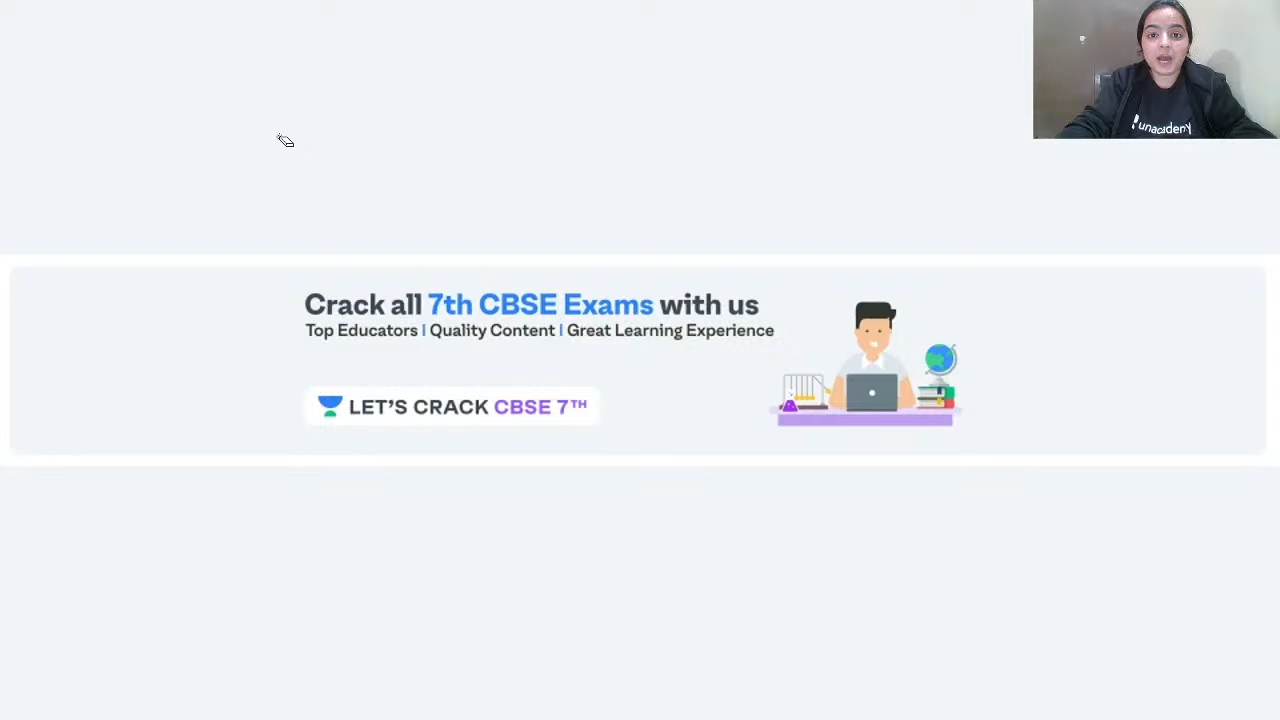 unacademy
Crack all 7th CBSE Exams with us
Top Educators | Quality Content | Great Learning Experience
LET'S CRACK CBSE 7TH